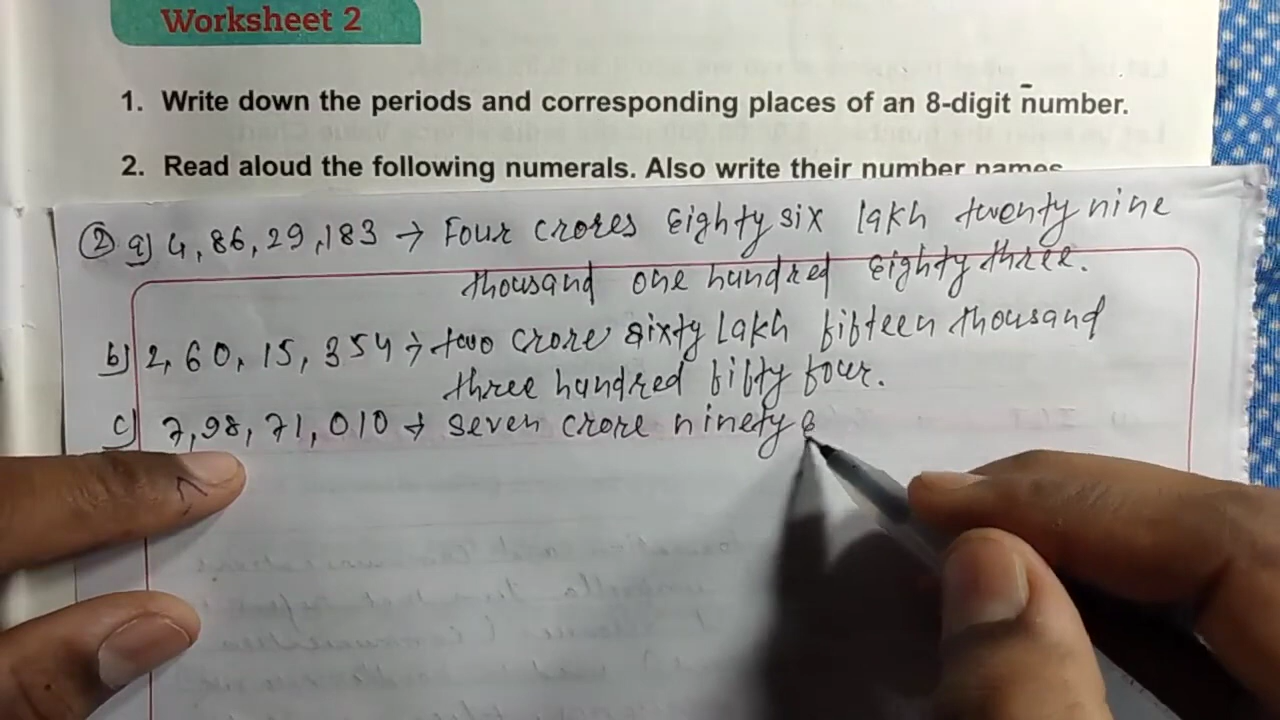 Worksheet 2
1. Write down the periods and corresponding places of an 8-digit number.
2. Read aloud the following numerals. Also write their number names
② a) 4,86,29,183 → Four crores Eighty six lakh twenty nine
thousand one hundred Eighty three.
b) 2,60,15,354 → two crore sixty Lakh fifteen thousand
three hundred fifty four.
c) 7,98,71,010 → Seven crore ninety